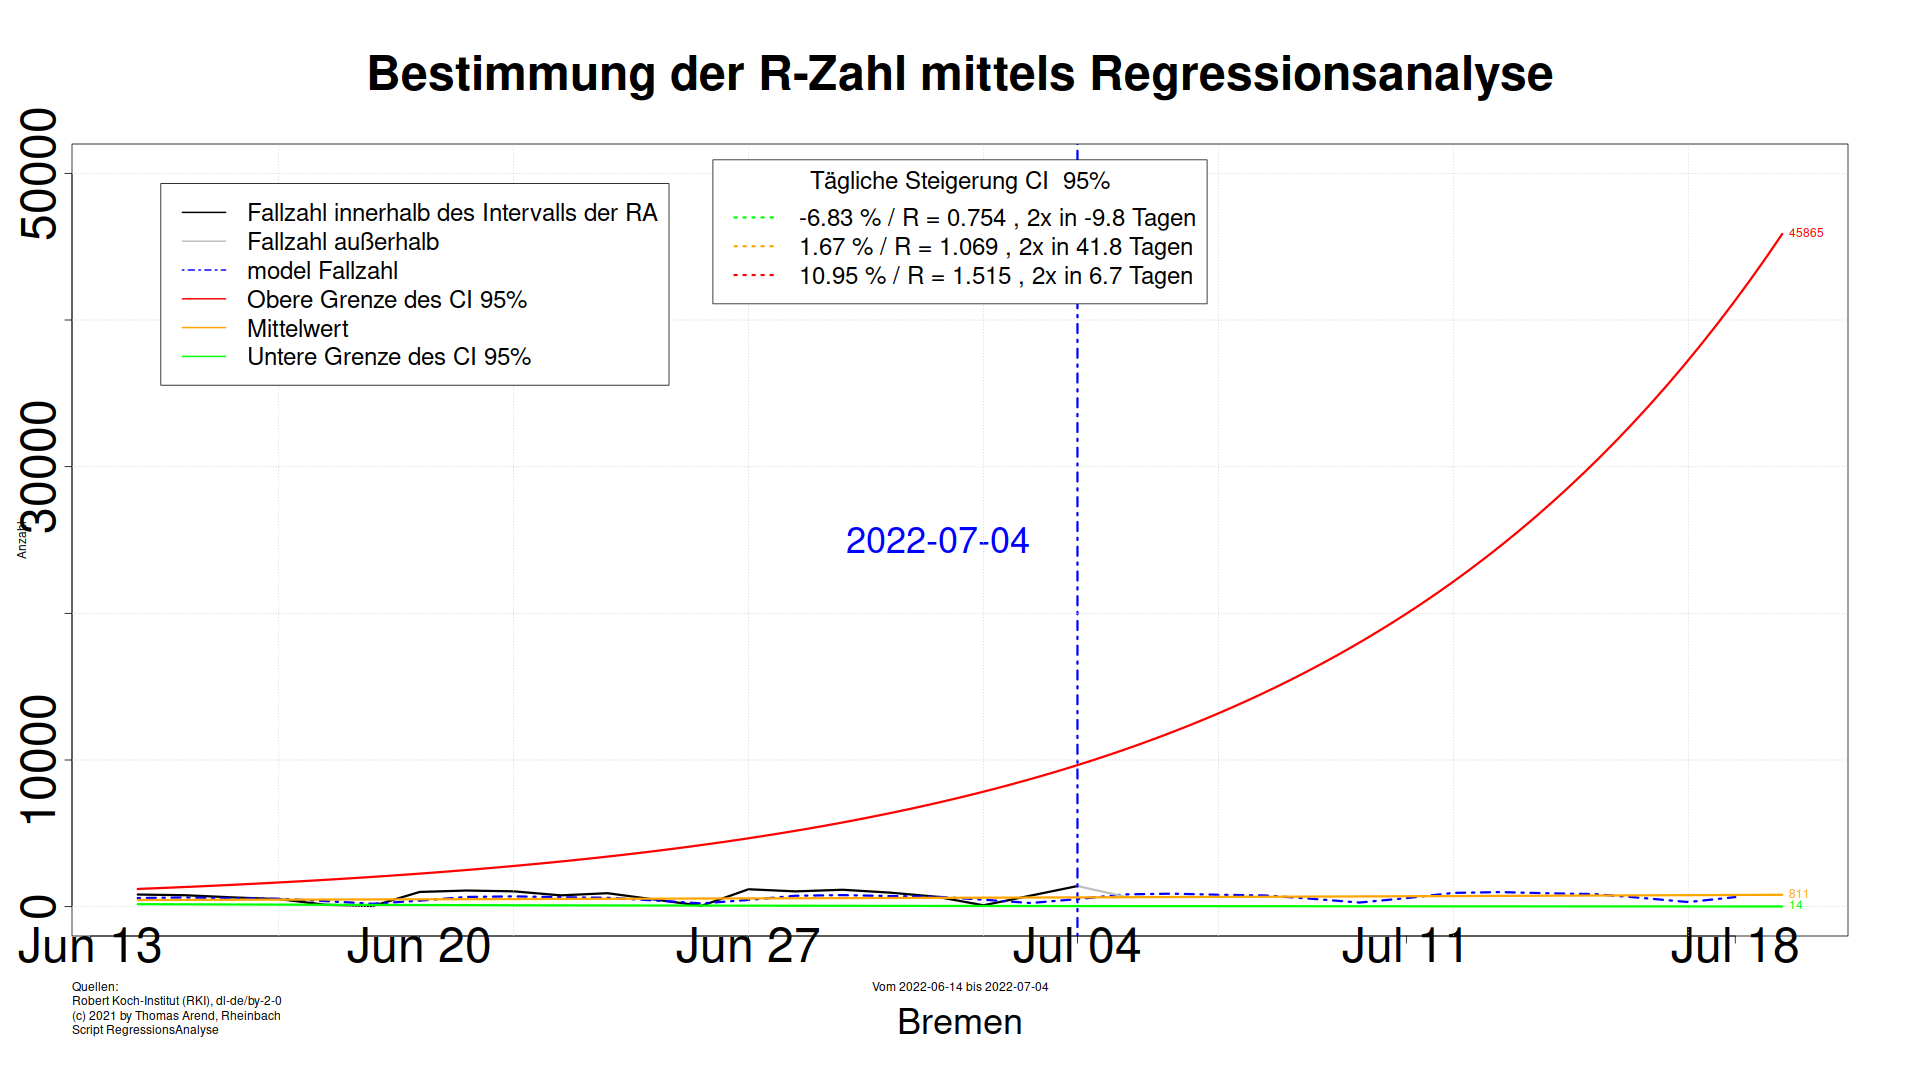 Bestimmung der R-Zahl mittels Regressionsanalyse
50000
30000
10000
0
Anzahl
Fallzahl innerhalb des Intervalls der RA
Fallzahl außerhalb
model Fallzahl
Obere Grenze des CI 95%
Mittelwert
Untere Grenze des CI 95%
Tägliche Steigerung CI 95%
-6.83 % / R = 0.754 , 2x in -9.8 Tagen
1.67 % / R = 1.069 , 2x in 41.8 Tagen
10.95 % / R = 1.515 , 2x in 6.7 Tagen
45865
2022-07-04
811
14
Jun 13
Jun 20
Jun 27
Jul 04
Jul 11
Jul 18
Quellen:
Robert Koch-Institut (RKI), dl-de/by-2-0
(c) 2021 by Thomas Arend, Rheinbach
Script RegressionsAnalyse
Vom 2022-06-14 bis 2022-07-04
Bremen